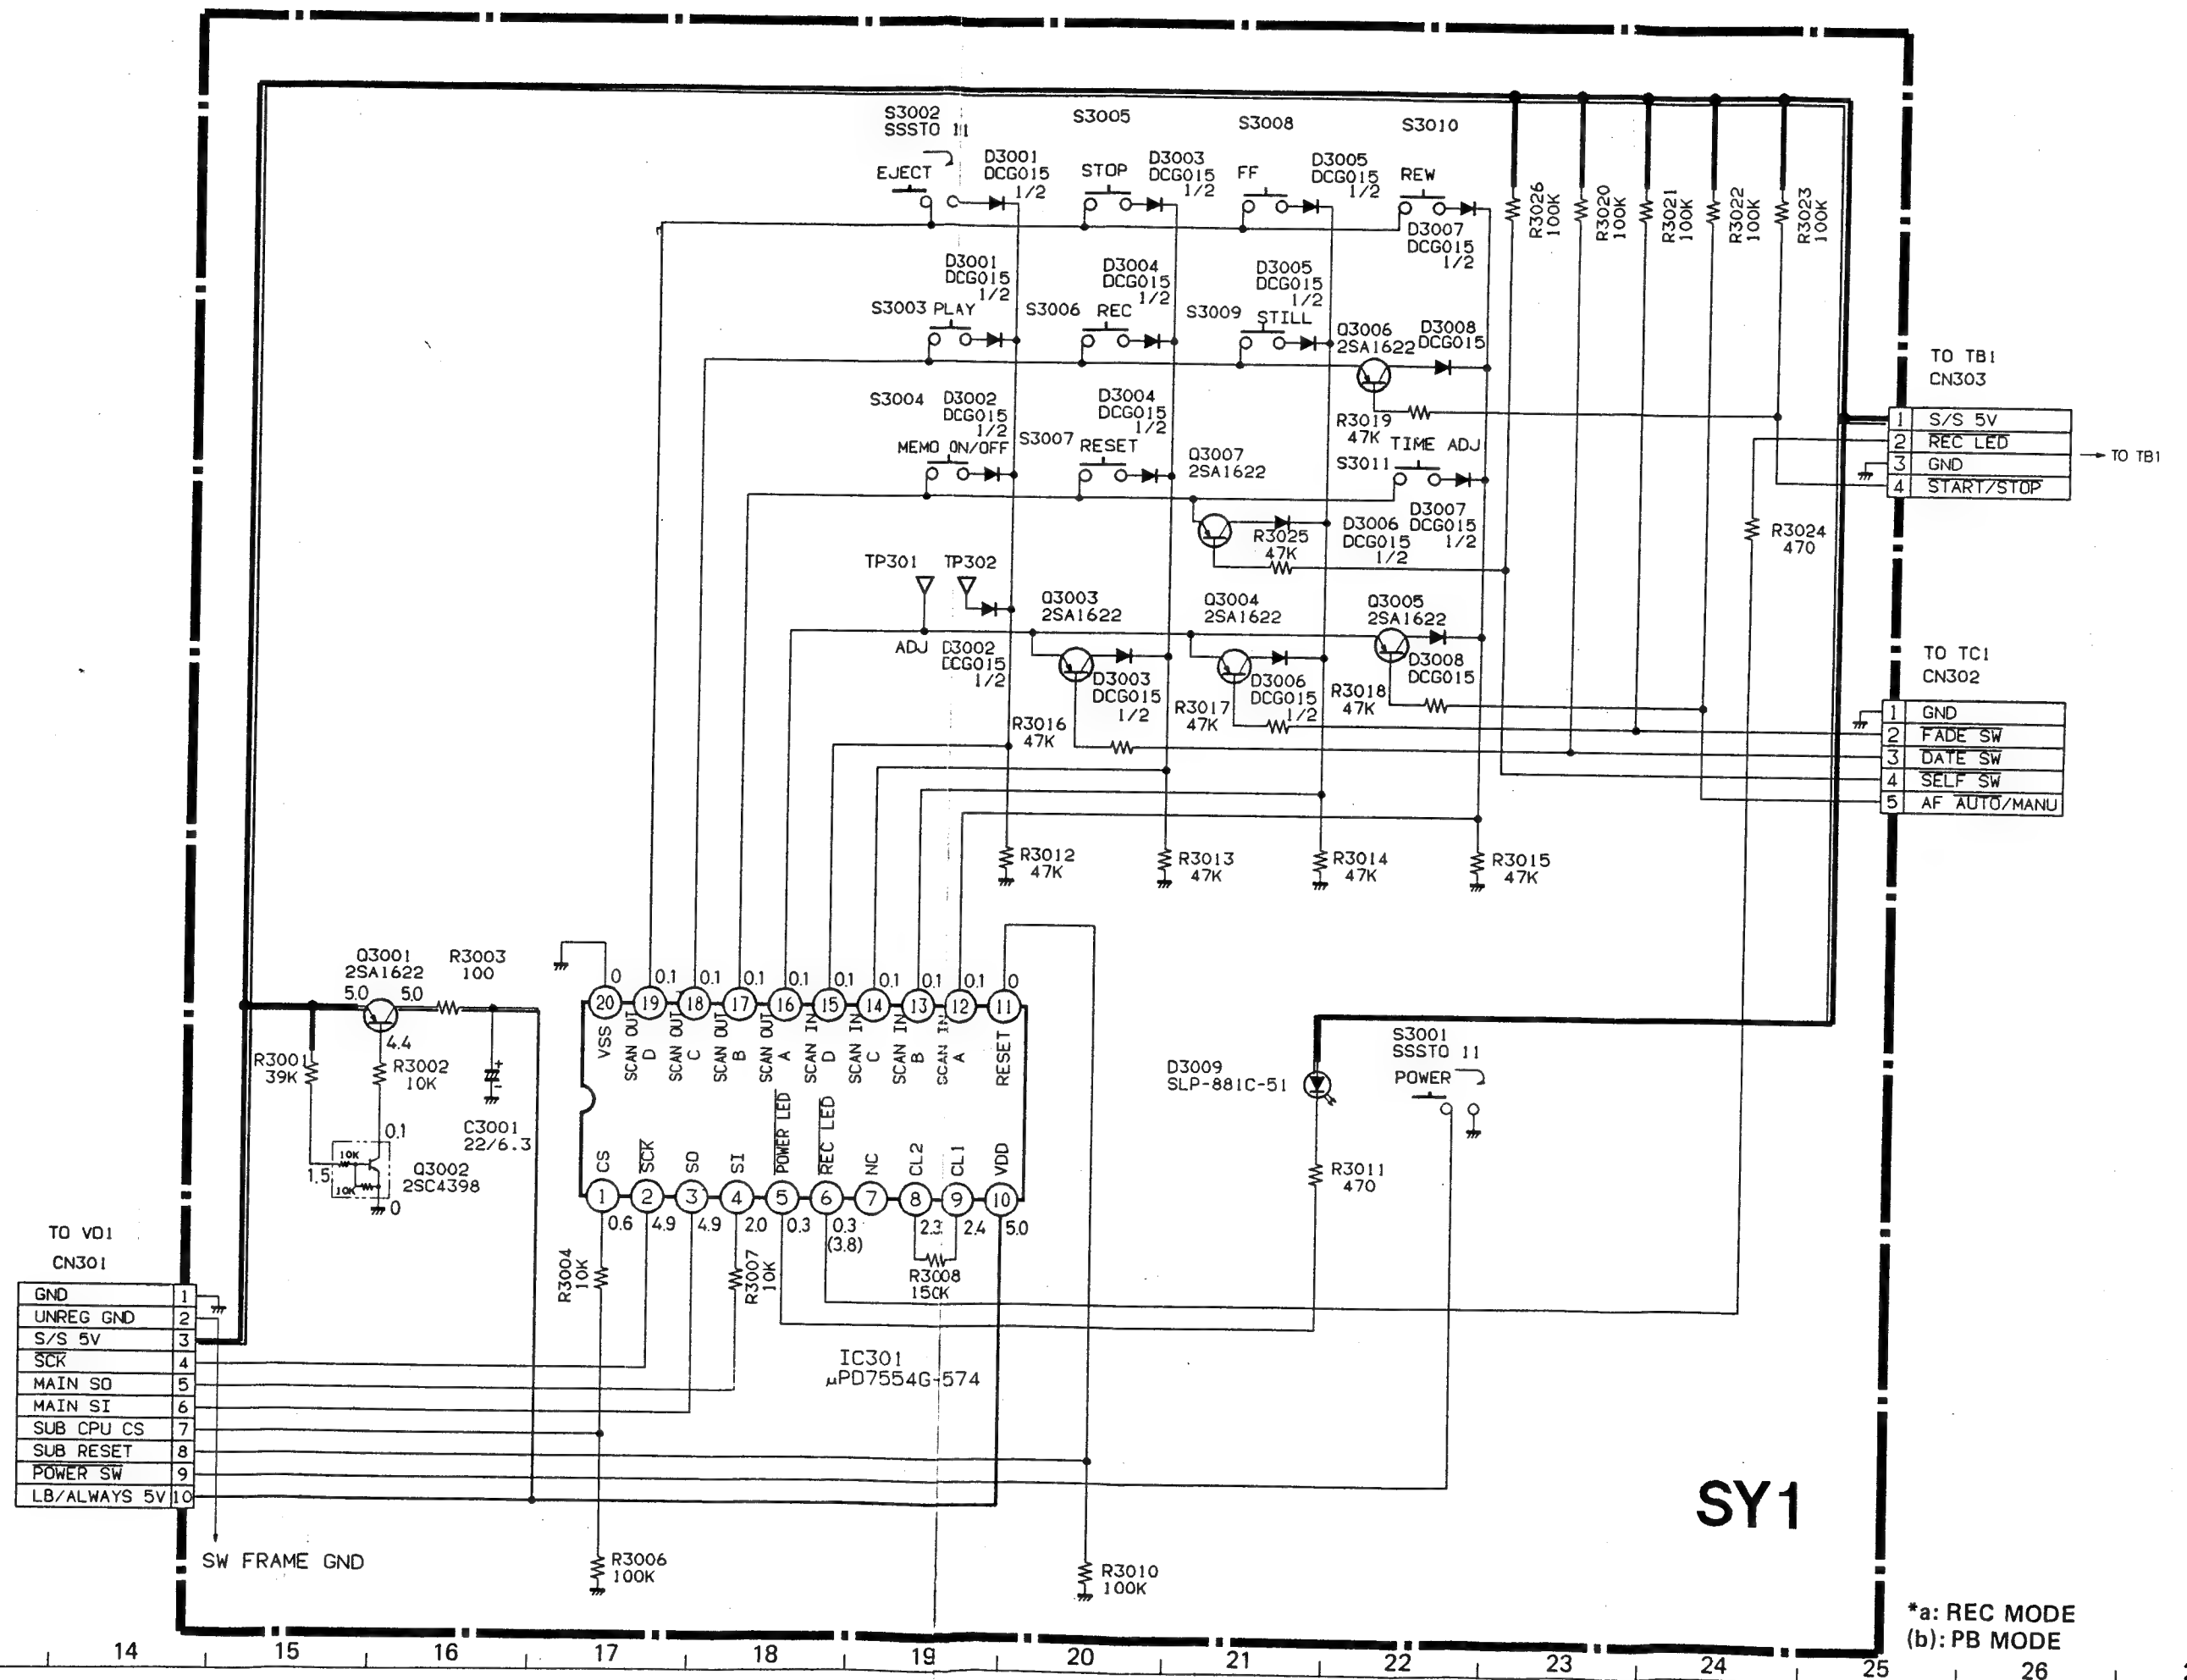 S3002
SSSTO 11
EJECT
D3001
DCG015
1/2
S3005
STOP
D3003
DCG015
1/2
S3008
FF
D3005
DCG015
1/2
S3010
REW
D3007
DCG015
1/2
R3026
100K
R3020
100K
R3021
100K
R3022
100K
R3023
100K
D3001
DCG015
1/2
S3003 PLAY
D3004
DCG015
1/2
S3006 REC
D3005
DCG015
1/2
S3009 STILL
Q3006
2SA1622
D3008
DCG015
R3019
47K
S3004
D3002
DCG015
1/2
MEMO ON/OFF
D3004
DCG015
1/2
S3007 RESET
Q3007
2SA1622
TIME ADJ
S3011
D3007
DCG015
1/2
R3025
47K
D3006
DCG015
1/2
TP301
TP302
ADJ
D3002
DCG015
1/2
Q3003
2SA1622
D3003
DCG015
1/2
R3016
47K
Q3004
2SA1622
D3006
DCG015
1/2
R3017
47K
Q3005
2SA1622
D3008
DCG015
R3018
47K
R3024
470
TO TB1
CN303
1 S/S 5V
2 REC LED
3 GND
4 START/STOP
TO TB1
TO TC1
CN302
1 GND
2 FADE SW
3 DATE SW
4 SELF SW
5 AF AUTO/MANU
R3012
47K
R3013
47K
R3014
47K
R3015
47K
Q3001
2SA1622
5.0
5.0
4.4
R3003
100
R3001
39K
R3002
10K
C3001
22/6.3
0.1
10K
10K
1.5
0
Q3002
2SC4398
0 0.1 0.1 0.1 0.1 0.1 0.1 0.1 0.1 0
20 19 18 17 16 15 14 13 12 11
VSS
SCAN OUT D
SCAN OUT C
SCAN OUT B
SCAN OUT A
SCAN IN D
SCAN IN C
SCAN IN B
SCAN IN A
RESET
CS
SCK
SO
SI
POWER LED
REC LED
NC
CL2
CL1
VDD
1 2 3 4 5 6 7 8 9 10
0.6 4.9 4.9 2.0 0.3 0.3 2.3 2.4 5.0
(3.8)
R3004
10K
R3007
10K
R3008
150K
IC301
µPD7554G-574
D3009
SLP-881C-51
S3001
SSSTO 11
POWER
R3011
470
TO VD1
CN301
GND 1
UNREG GND 2
S/S 5V 3
SCK 4
MAIN SO 5
MAIN SI 6
SUB CPU CS 7
SUB RESET 8
POWER SW 9
LB/ALWAYS 5V 10
SW FRAME GND
R3006
100K
R3010
100K
SY1
*a: REC MODE
(b): PB MODE
14 15 16 17 18 19 20 21 22 23 24 25 26